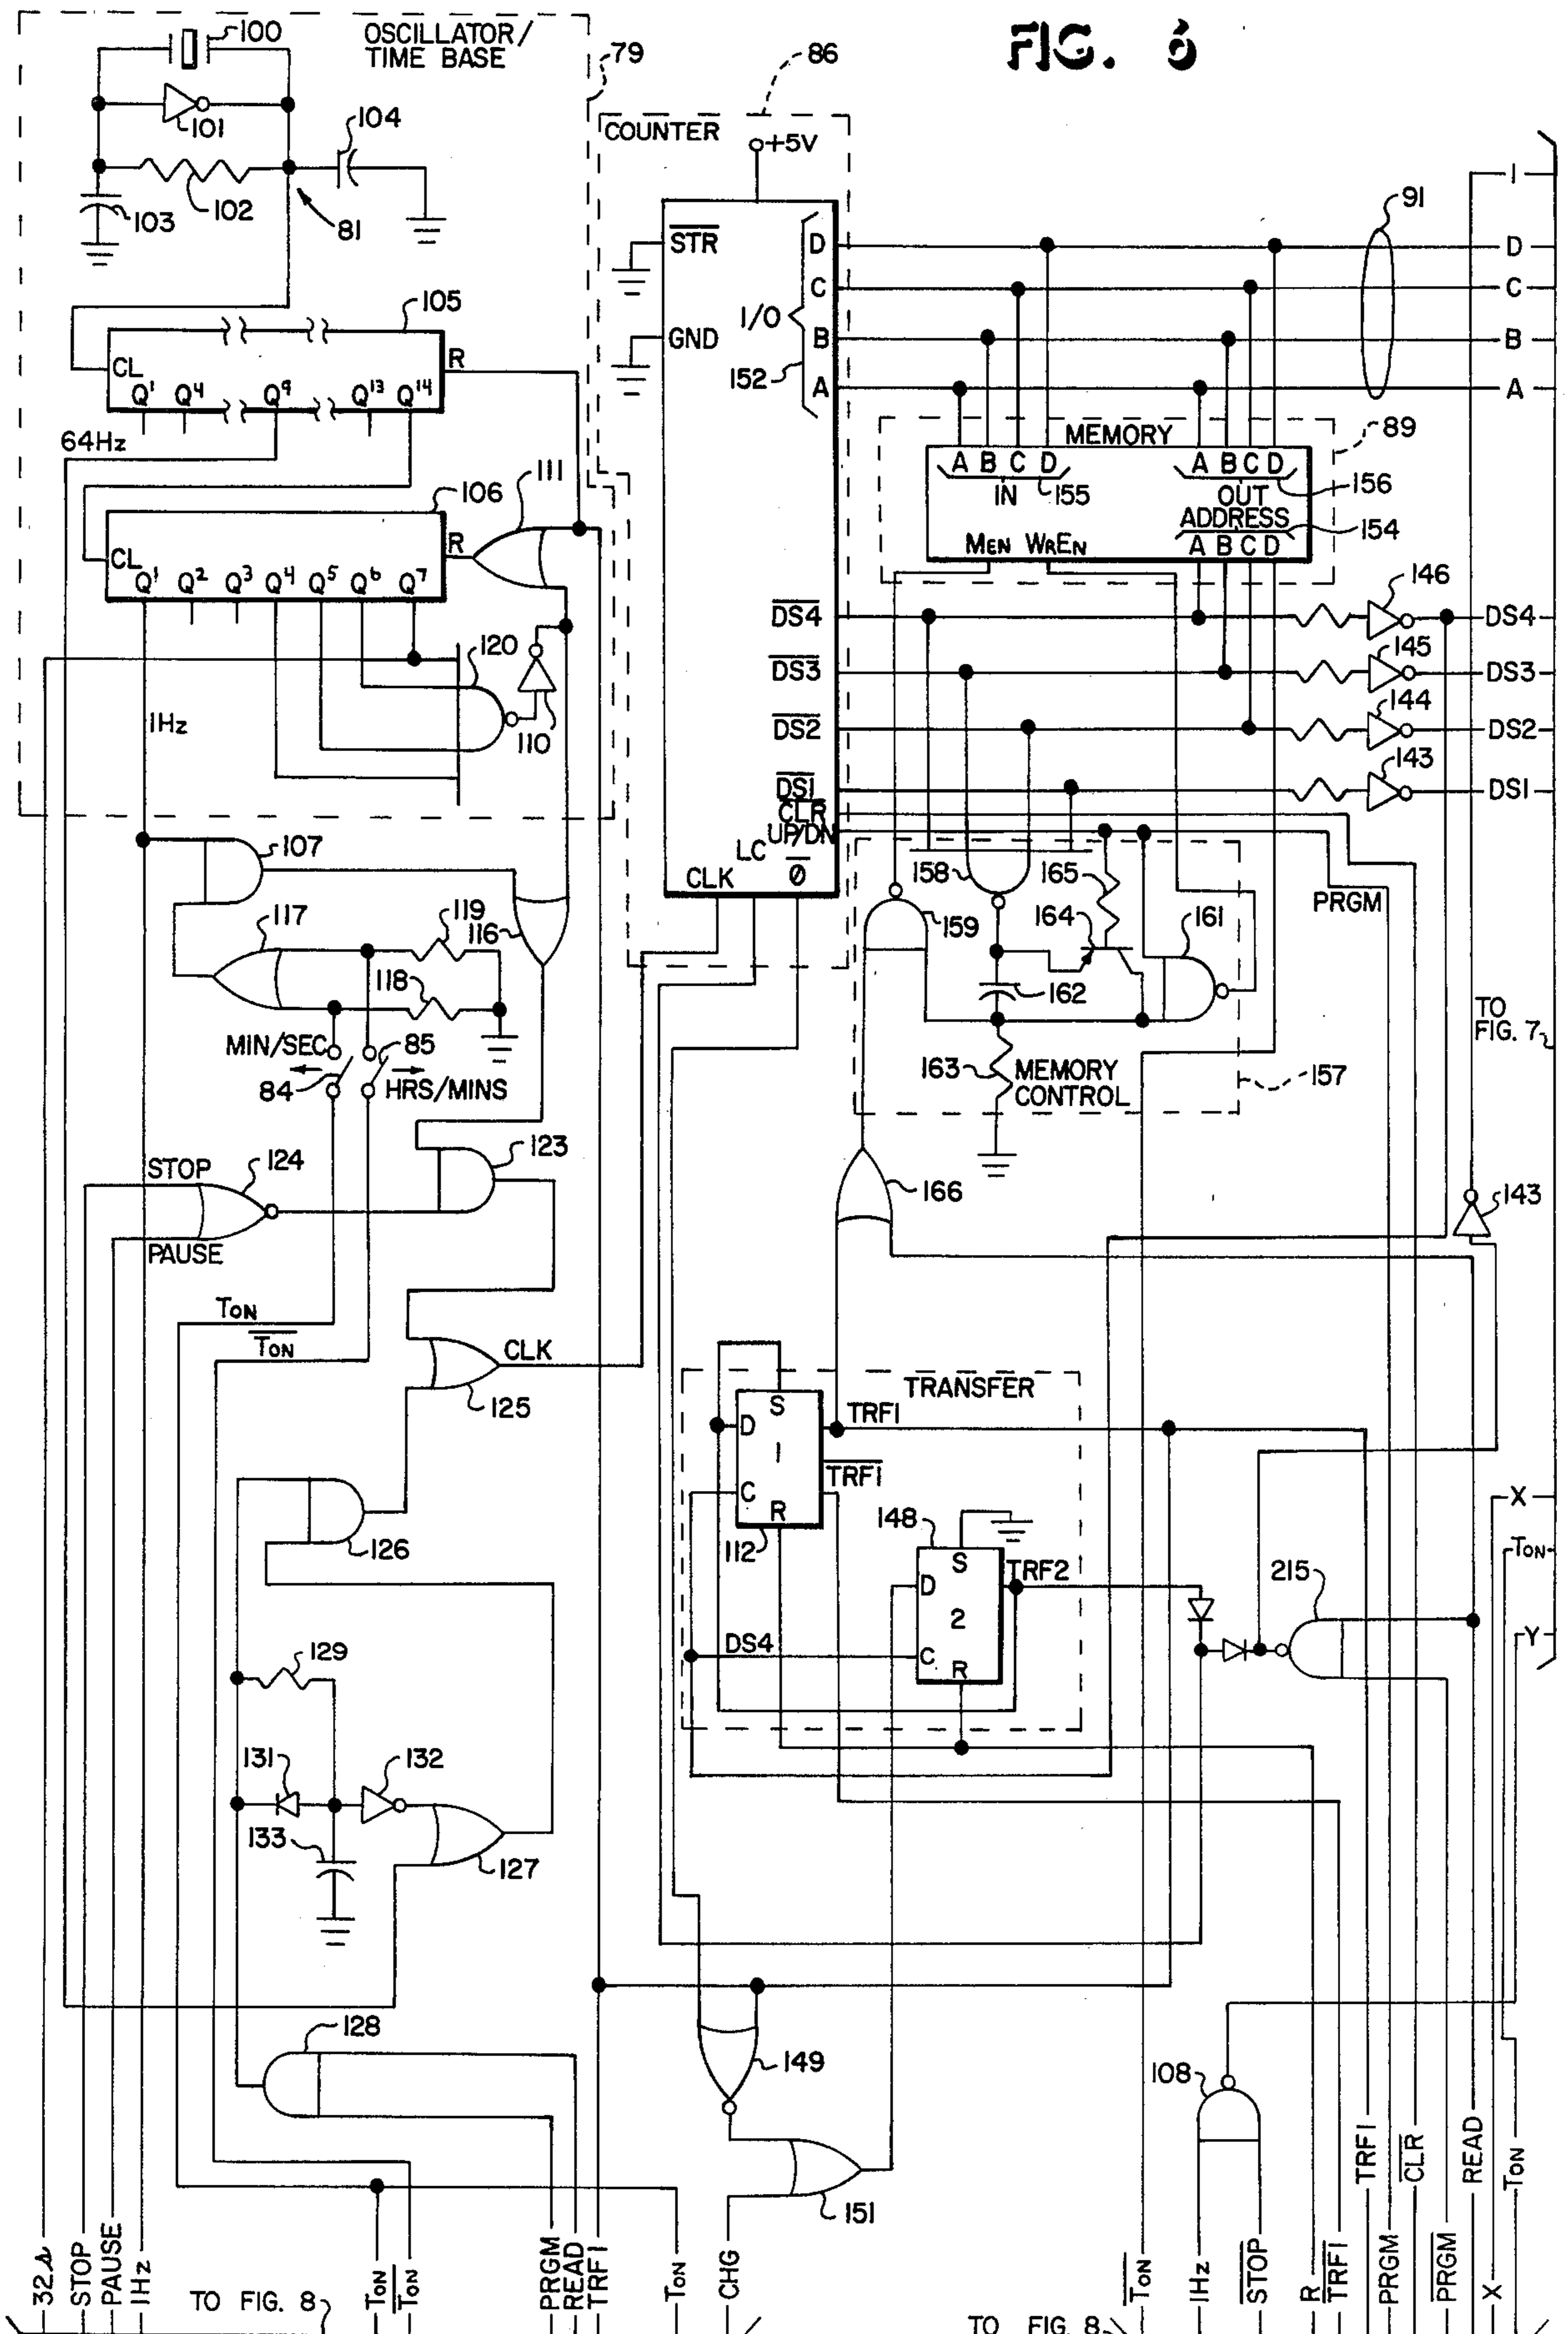 FIG. 6
OSCILLATOR/
TIME BASE
100
101
102
103
104
81
79
86
COUNTER
+5V
STR
GND
I/O
D
C
B
A
152
91
I
D
C
B
A
105
CL
R
Q1 Q4 Q9 Q13 Q14
64Hz
106
111
CL
R
Q1 Q2 Q3 Q4 Q5 Q6 Q7
120
110
1Hz
MEMORY
89
A B C D
IN
155
A B C D
OUT
156
ADDRESS
154
MEN WREN
A B C D
DS4
DS3
DS2
DS1
CLR
UP/DN
LC
CLK
0
146
DS4
145
DS3
144
DS2
143
DS1
PRGM
107
117
119
116
118
MIN/SEC
85
84
HRS/MINS
158
159
165
164
161
162
163
MEMORY
CONTROL
157
TO
FIG. 7
STOP
124
PAUSE
123
TON
TON
CLK
125
126
166
143
TRANSFER
S
D
1
C
R
TRF1
TRF1
112
148
S
D
2
C
R
TRF2
DS4
215
X
TON
Y
129
131
132
133
127
128
149
151
108
32s
STOP
PAUSE
1Hz
TO FIG. 8
TON
TON
PRGM
READ
TRF1
TON
CHG
TO FIG. 8
TON
1Hz
STOP
R
TRF1
TRF1
PRGM
CLR
PRGM
READ
X
TON